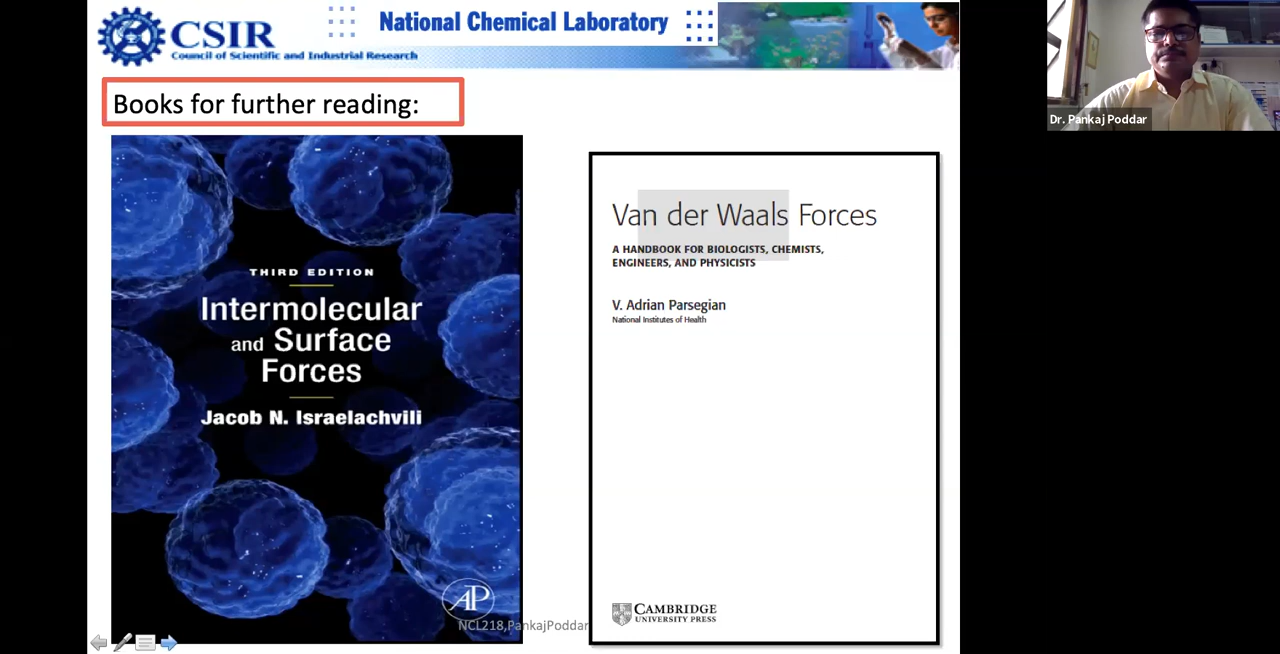 CSIR
Council of Scientific and Industrial Research
National Chemical Laboratory
Dr. Pankaj Poddar
Books for further reading:
THIRD EDITION
Intermolecular
and Surface
Forces
Jacob N. Israelachvili
AP
Van der Waals Forces
A HANDBOOK FOR BIOLOGISTS, CHEMISTS,
ENGINEERS, AND PHYSICISTS
V. Adrian Parsegian
National Institutes of Health
CAMBRIDGE
UNIVERSITY PRESS
NCL218,PankajPoddar